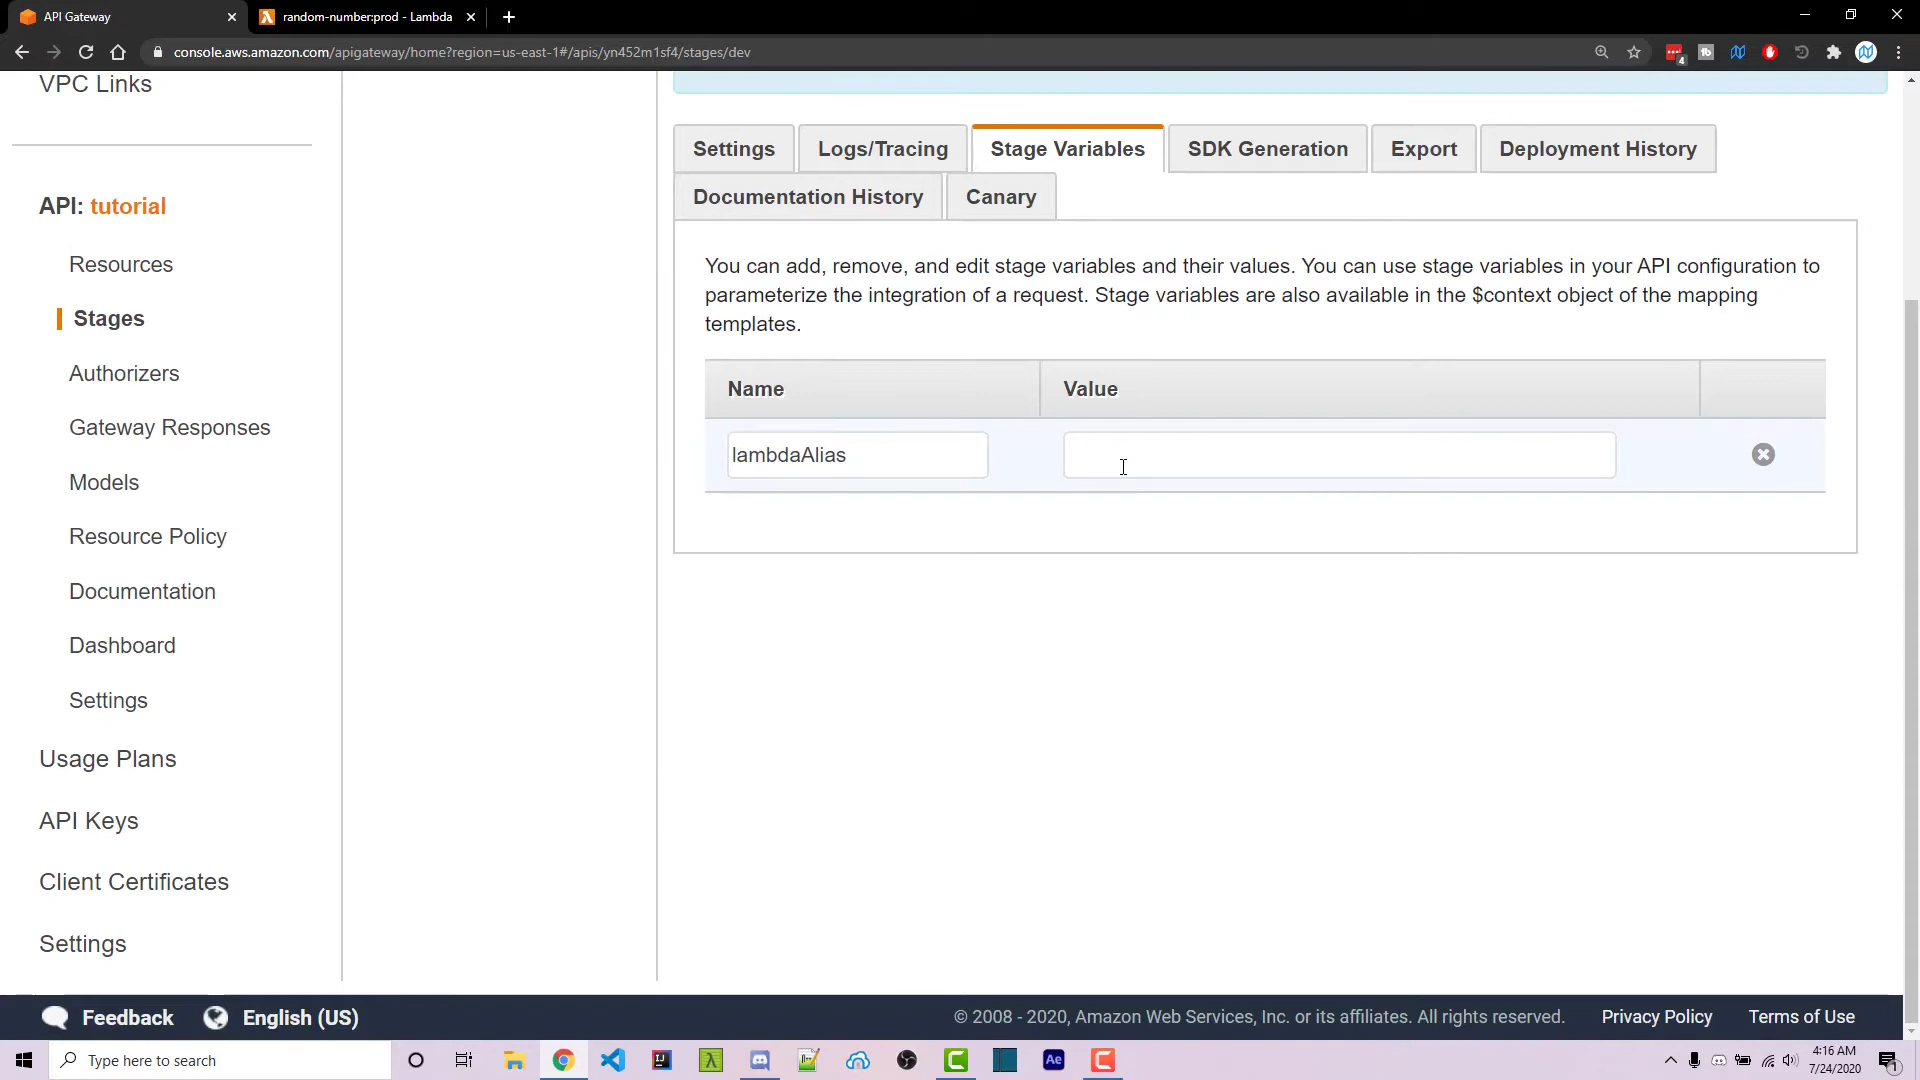 API Gateway
random-number:prod - Lambda
console.aws.amazon.com/apigateway/home?region=us-east-1#/apis/yn452m1sf4/stages/dev
4
VPC Links
API: tutorial
Resources
Stages
Authorizers
Gateway Responses
Models
Resource Policy
Documentation
Dashboard
Settings
Usage Plans
API Keys
Client Certificates
Settings
Settings
Logs/Tracing
Stage Variables
SDK Generation
Export
Deployment History
Documentation History
Canary
You can add, remove, and edit stage variables and their values. You can use stage variables in your API configuration to
parameterize the integration of a request. Stage variables are also available in the $context object of the mapping
templates.
Name
Value
lambdaAlias
Feedback
English (US)
© 2008 - 2020, Amazon Web Services, Inc. or its affiliates. All rights reserved.
Privacy Policy
Terms of Use
Type here to search
Ae
4:16 AM
7/24/2020
1